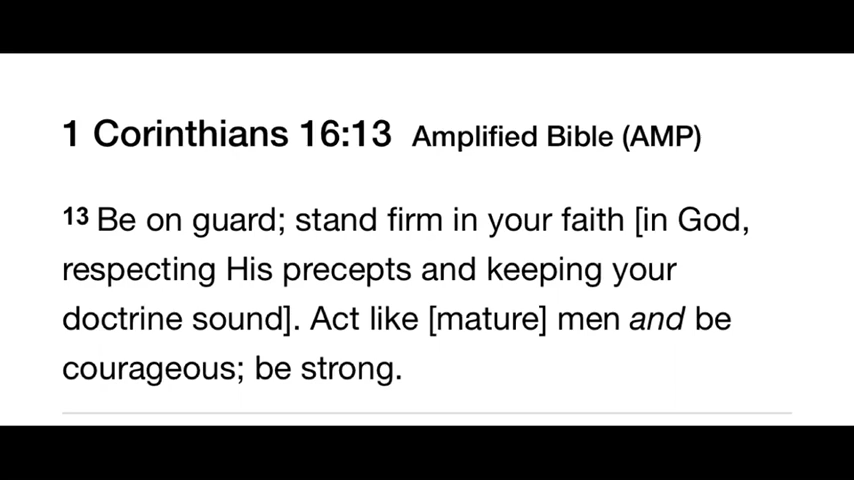 1 Corinthians 16:13 Amplified Bible (AMP)
13 Be on guard; stand firm in your faith [in God,
respecting His precepts and keeping your
doctrine sound]. Act like [mature] men and be
courageous; be strong.